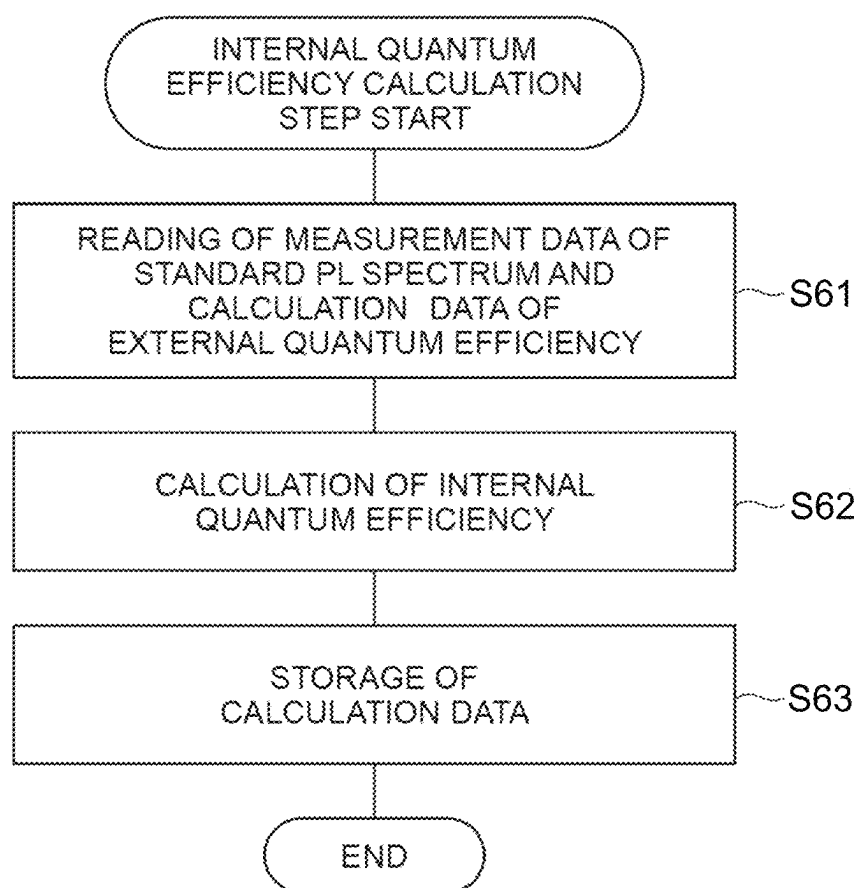 INTERNAL QUANTUM
EFFICIENCY CALCULATION
STEP START
READING OF MEASUREMENT DATA OF
STANDARD PL SPECTRUM AND
CALCULATION DATA OF
EXTERNAL QUANTUM EFFICIENCY
S61
CALCULATION OF INTERNAL
QUANTUM EFFICIENCY
S62
STORAGE OF
CALCULATION DATA
S63
END